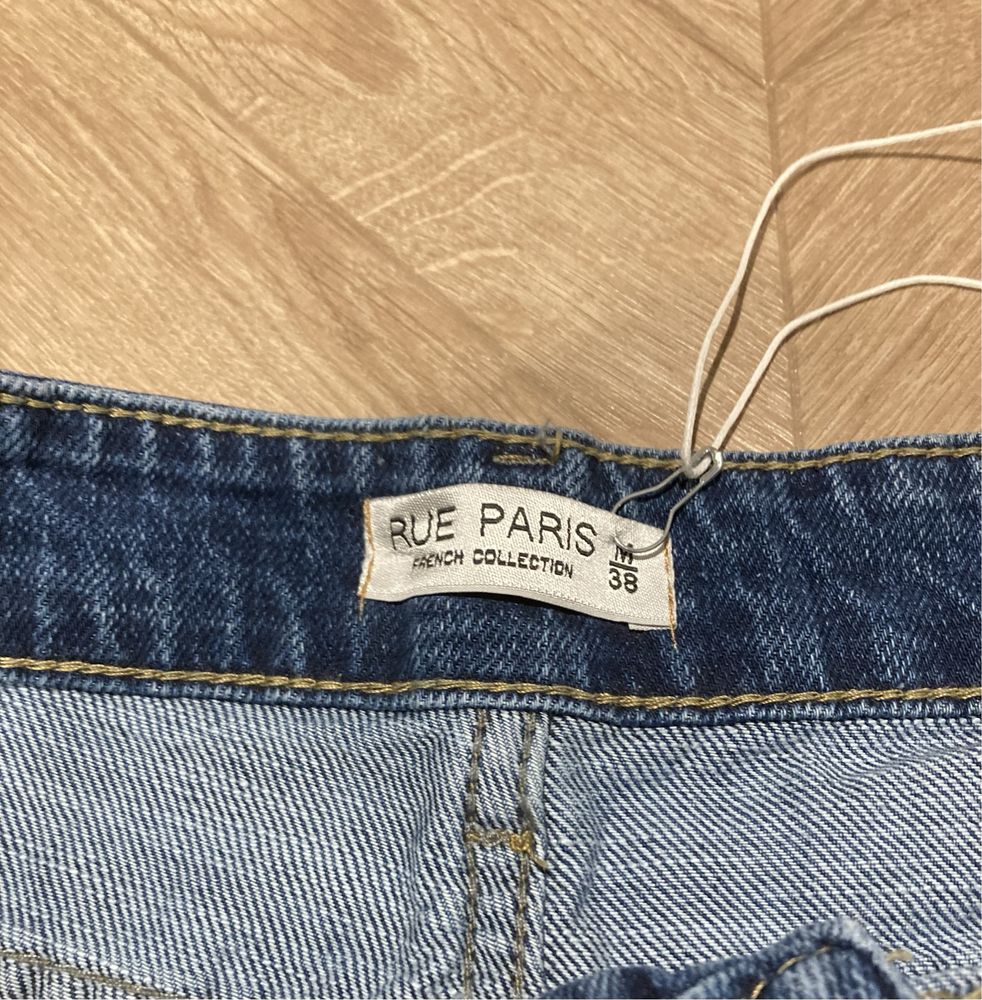 RUE PARIS
FRENCH COLLECTION
M
38